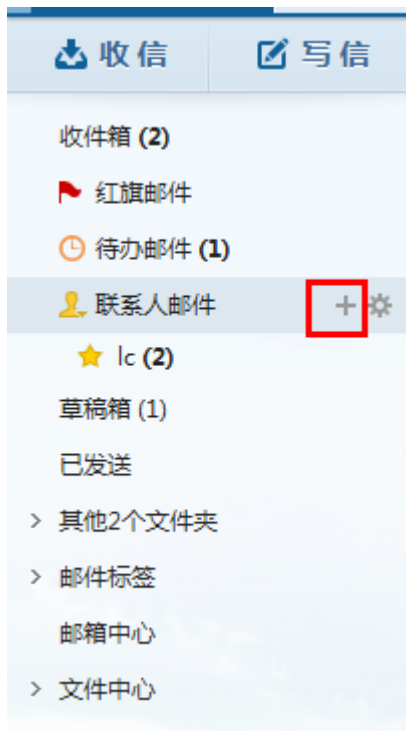 收信 写信
收件箱 (2)
红旗邮件
待办邮件 (1)
联系人邮件
lc (2)
草稿箱 (1)
已发送
其他2个文件夹
邮件标签
邮箱中心
文件中心